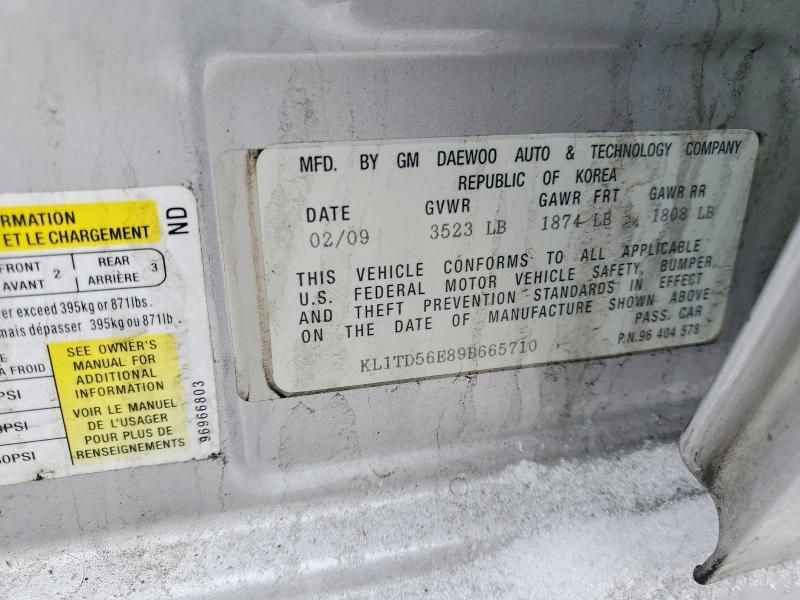 RMATION
ET LE CHARGEMENT
ND
FRONT
AVANT 2
REAR
ARRIÈRE 3
er exceed 395kg or 871lbs.
mais dépasser 395kg ou 871lb
À FROID
PSI
PSI
0PSI
SEE OWNER'S
MANUAL FOR
ADDITIONAL
INFORMATION
VOIR LE MANUEL
DE L'USAGER
POUR PLUS DE
RENSEIGNEMENTS
96966803
MFD. BY GM DAEWOO AUTO & TECHNOLOGY COMPANY
REPUBLIC OF KOREA
DATE GVWR GAWR FRT GAWR RR
02/09 3523 LB 1874 LB 1808 LB
THIS VEHICLE CONFORMS TO ALL APPLICABLE
U.S. FEDERAL MOTOR VEHICLE SAFETY, BUMPER,
AND THEFT PREVENTION STANDARDS IN EFFECT
ON THE DATE OF MANUFACTURE SHOWN ABOVE
PASS. CAR
P.N.96 404 578
KL1TD56E89B665710